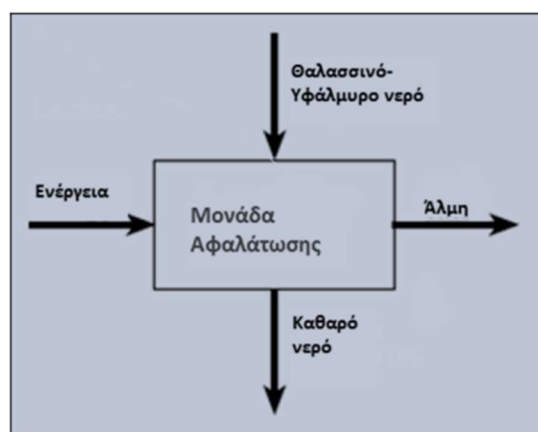 Θαλασσινό-
Υφάλμυρο νερό
Ενέργεια
Μονάδα
Αφαλάτωσης
Άλμη
Καθαρό
νερό